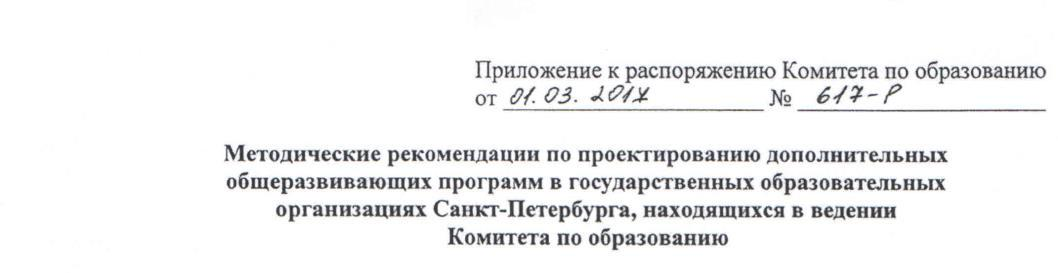 Приложение к распоряжению Комитета по образованию
от 01.03.2017 № 617-Р
Методические рекомендации по проектированию дополнительных
общеразвивающих программ в государственных образовательных
организациях Санкт-Петербурга, находящихся в ведении
Комитета по образованию